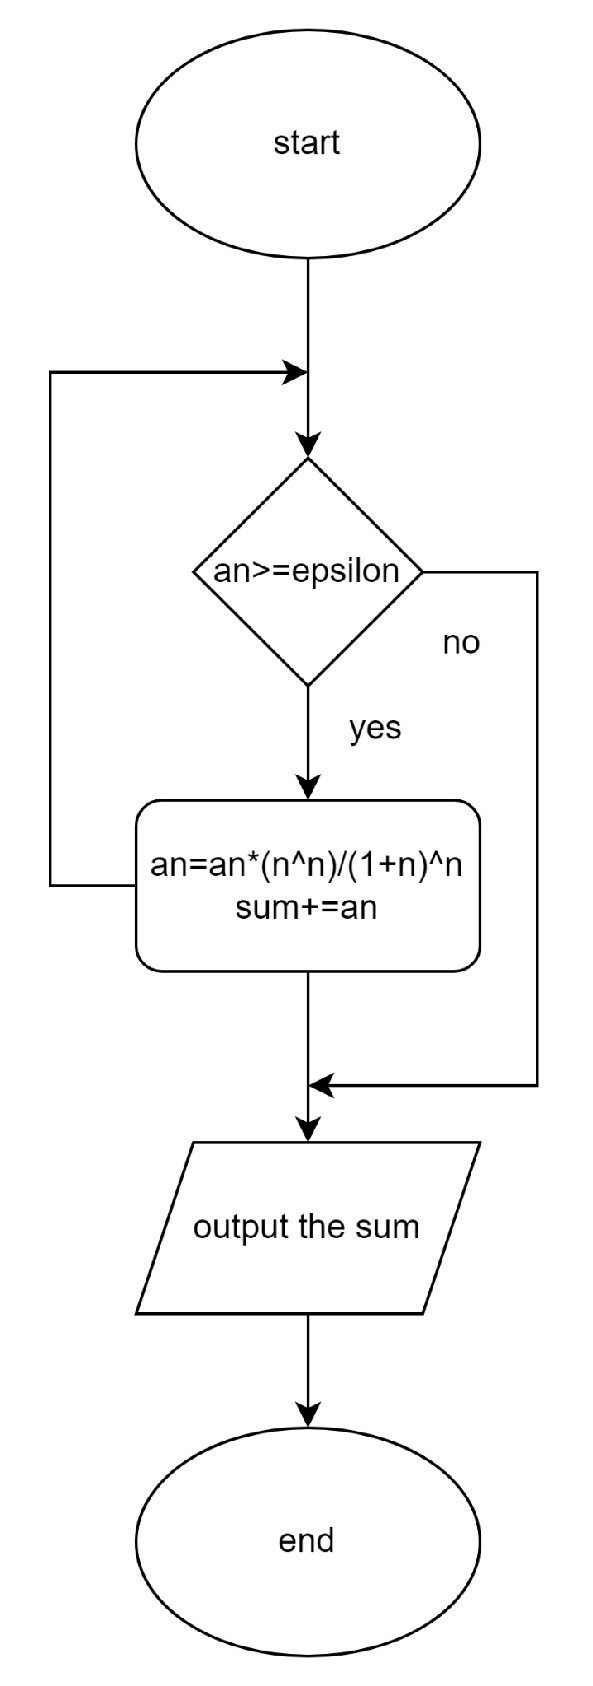 start
an>=epsilon
no
yes
an=an*(n^n)/(1+n)^n
sum+=an
output the sum
end